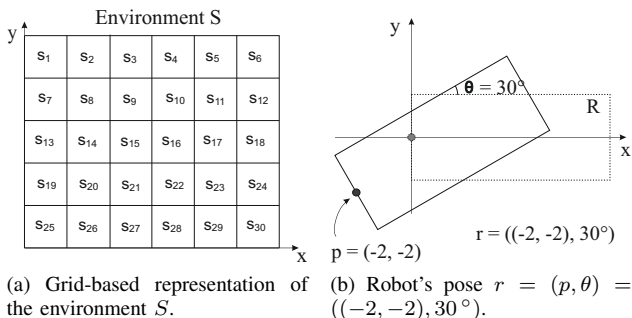 Environment S
y
s1 s2 s3 s4 s5 s6
s7 s8 s9 s10 s11 s12
s13 s14 s15 s16 s17 s18
s19 s20 s21 s22 s23 s24
s25 s26 s27 s28 s29 s30
x
y
θ = 30°
R
x
r = ((-2, -2), 30°)
p = (-2, -2)
(a) Grid-based representation of
the environment S.
(b) Robot's pose r = (p, θ) =
((−2, −2), 30 °).